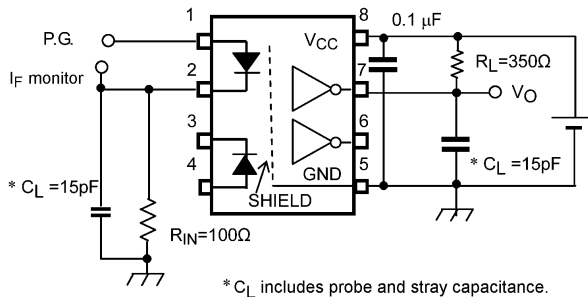 1
8
0.1 μF
P.G.
VCC
RL=350Ω
IF monitor
2
7
VO
3
6
4
GND
5
* CL =15pF
* CL =15pF
SHIELD
RIN=100Ω
* CL includes probe and stray capacitance.